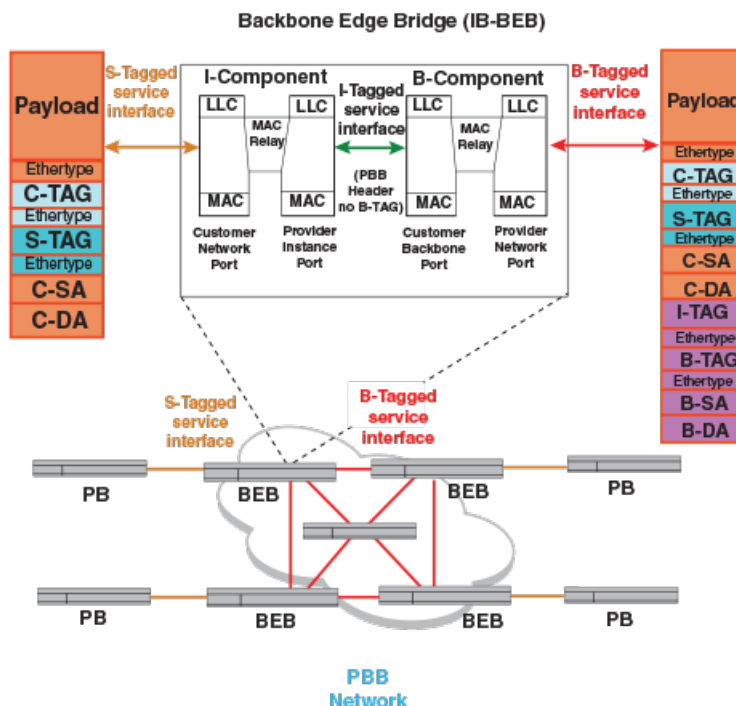 Backbone Edge Bridge (IB-BEB)
Payload
Ethertype
C-TAG
Ethertype
S-TAG
Ethertype
C-SA
C-DA
S-Tagged
service
interface
I-Component
LLC
LLC
MAC
Relay
MAC
MAC
Customer
Network
Port
Provider
Instance
Port
I-Tagged
service
interface
(PBB
Header
no B-TAG)
B-Component
LLC
LLC
MAC
Relay
MAC
MAC
Customer
Backbone
Port
Provider
Network
Port
B-Tagged
service
interface
Payload
Ethertype
C-TAG
Ethertype
S-TAG
Ethertype
C-SA
C-DA
I-TAG
Ethertype
B-TAG
Ethertype
B-SA
B-DA
S-Tagged
service
interface
B-Tagged
service
interface
PB
BEB
BEB
PB
PB
BEB
BEB
PB
PBB
Network